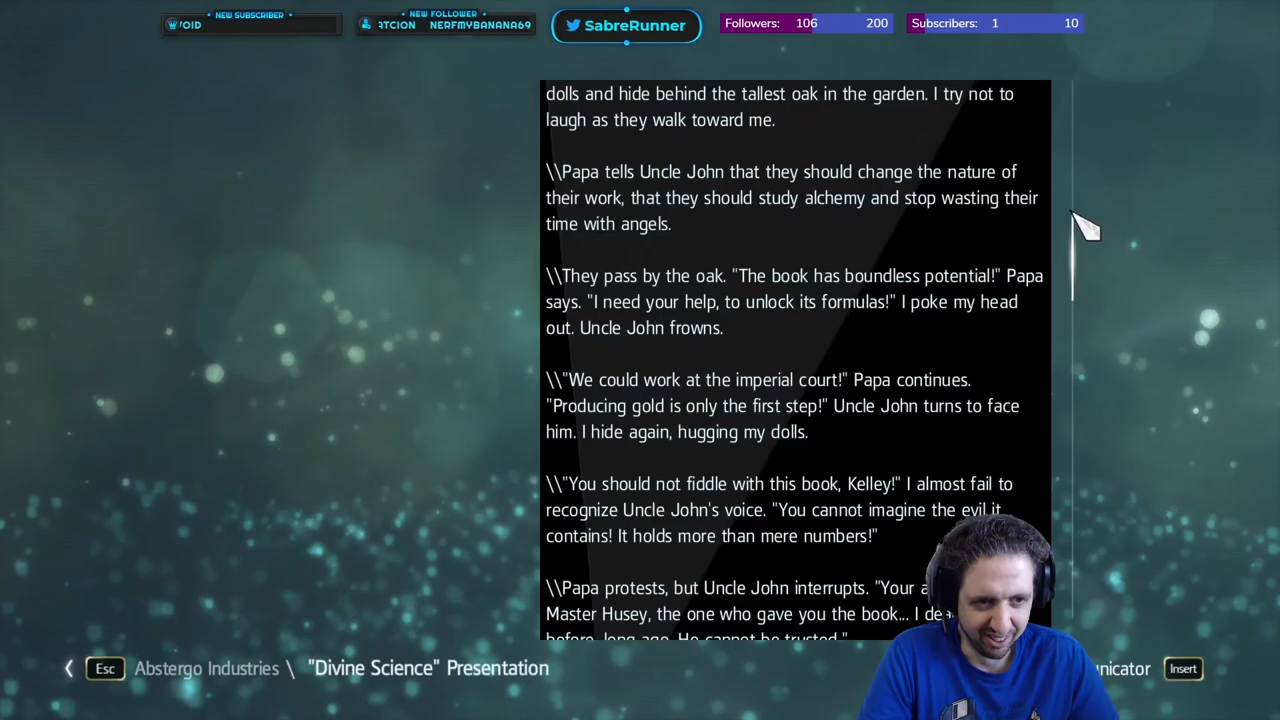 NEW SUBSCRIBER
NEW FOLLOWER
NERFMYBANANA69
SabreRunner
Followers: 106 200
Subscribers: 1 10
dolls and hide behind the tallest oak in the garden. I try not to
laugh as they walk toward me.
\\Papa tells Uncle John that they should change the nature of
their work, that they should study alchemy and stop wasting their
time with angels.
\\They pass by the oak. "The book has boundless potential!" Papa
says. "I need your help, to unlock its formulas!" I poke my head
out. Uncle John frowns.
\\"We could work at the imperial court!" Papa continues.
"Producing gold is only the first step!" Uncle John turns to face
him. I hide again, hugging my dolls.
\\"You should not fiddle with this book, Kelley!" I almost fail to
recognize Uncle John's voice. "You cannot imagine the evil it
contains! It holds more than mere numbers!"
\\Papa protests, but Uncle John interrupts. "Your
Master Husey, the one who gave you the book... I
before, long ago. He cannot be trusted."
Esc Abstergo Industries \ "Divine Science" Presentation
Insert